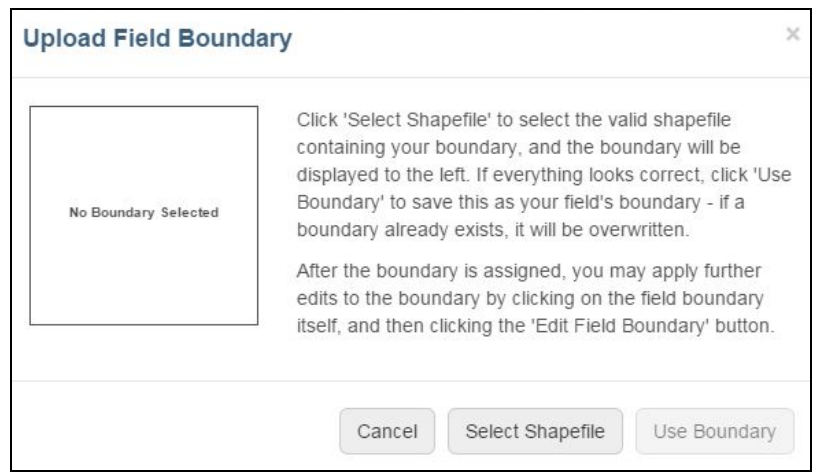 Upload Field Boundary
×
No Boundary Selected
Click 'Select Shapefile' to select the valid shapefile
containing your boundary, and the boundary will be
displayed to the left. If everything looks correct, click 'Use
Boundary' to save this as your field's boundary - if a
boundary already exists, it will be overwritten.
After the boundary is assigned, you may apply further
edits to the boundary by clicking on the field boundary
itself, and then clicking the 'Edit Field Boundary' button.
Cancel
Select Shapefile
Use Boundary